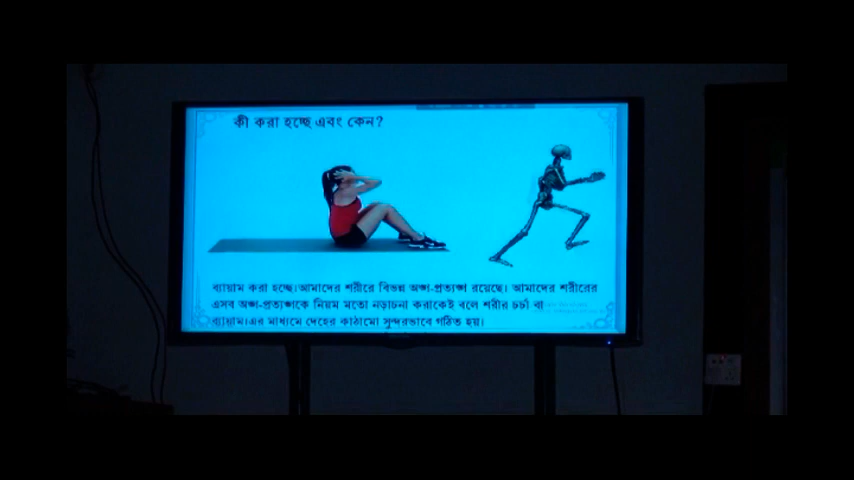 কী করা হচ্ছে এবং কেন?
ব্যায়াম করা হচ্ছে।আমাদের শরীরে বিভিন্ন অঙ্গ-প্রত্যঙ্গ রয়েছে। আমাদের শরীরের
এসব অঙ্গ-প্রত্যঙ্গকে নিয়ম মতো নড়াচনা করাকেই বলে শরীর চর্চা বা
ব্যায়াম।এর মাধ্যমে দেহের কাঠামো সুন্দরভাবে গঠিত হয়।